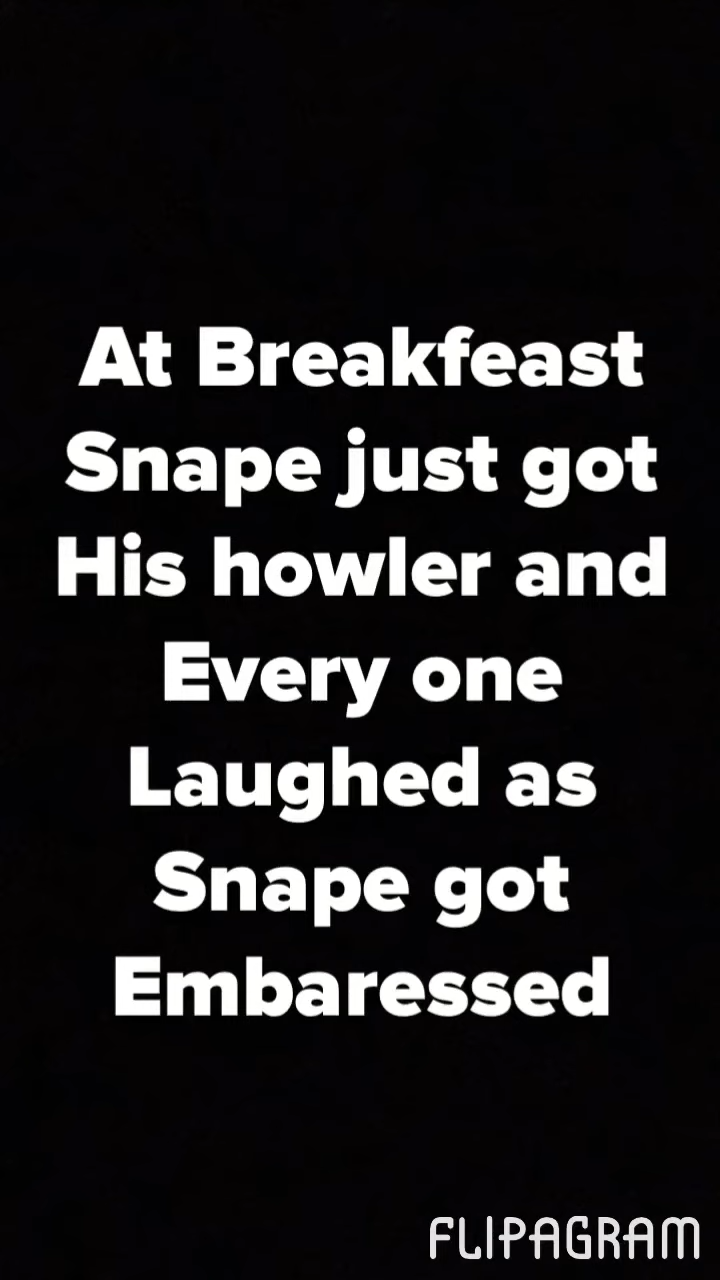 At Breakfeast
Snape just got
His howler and
Every one
Laughed as
Snape got
Embaressed
FLIPAGRAM